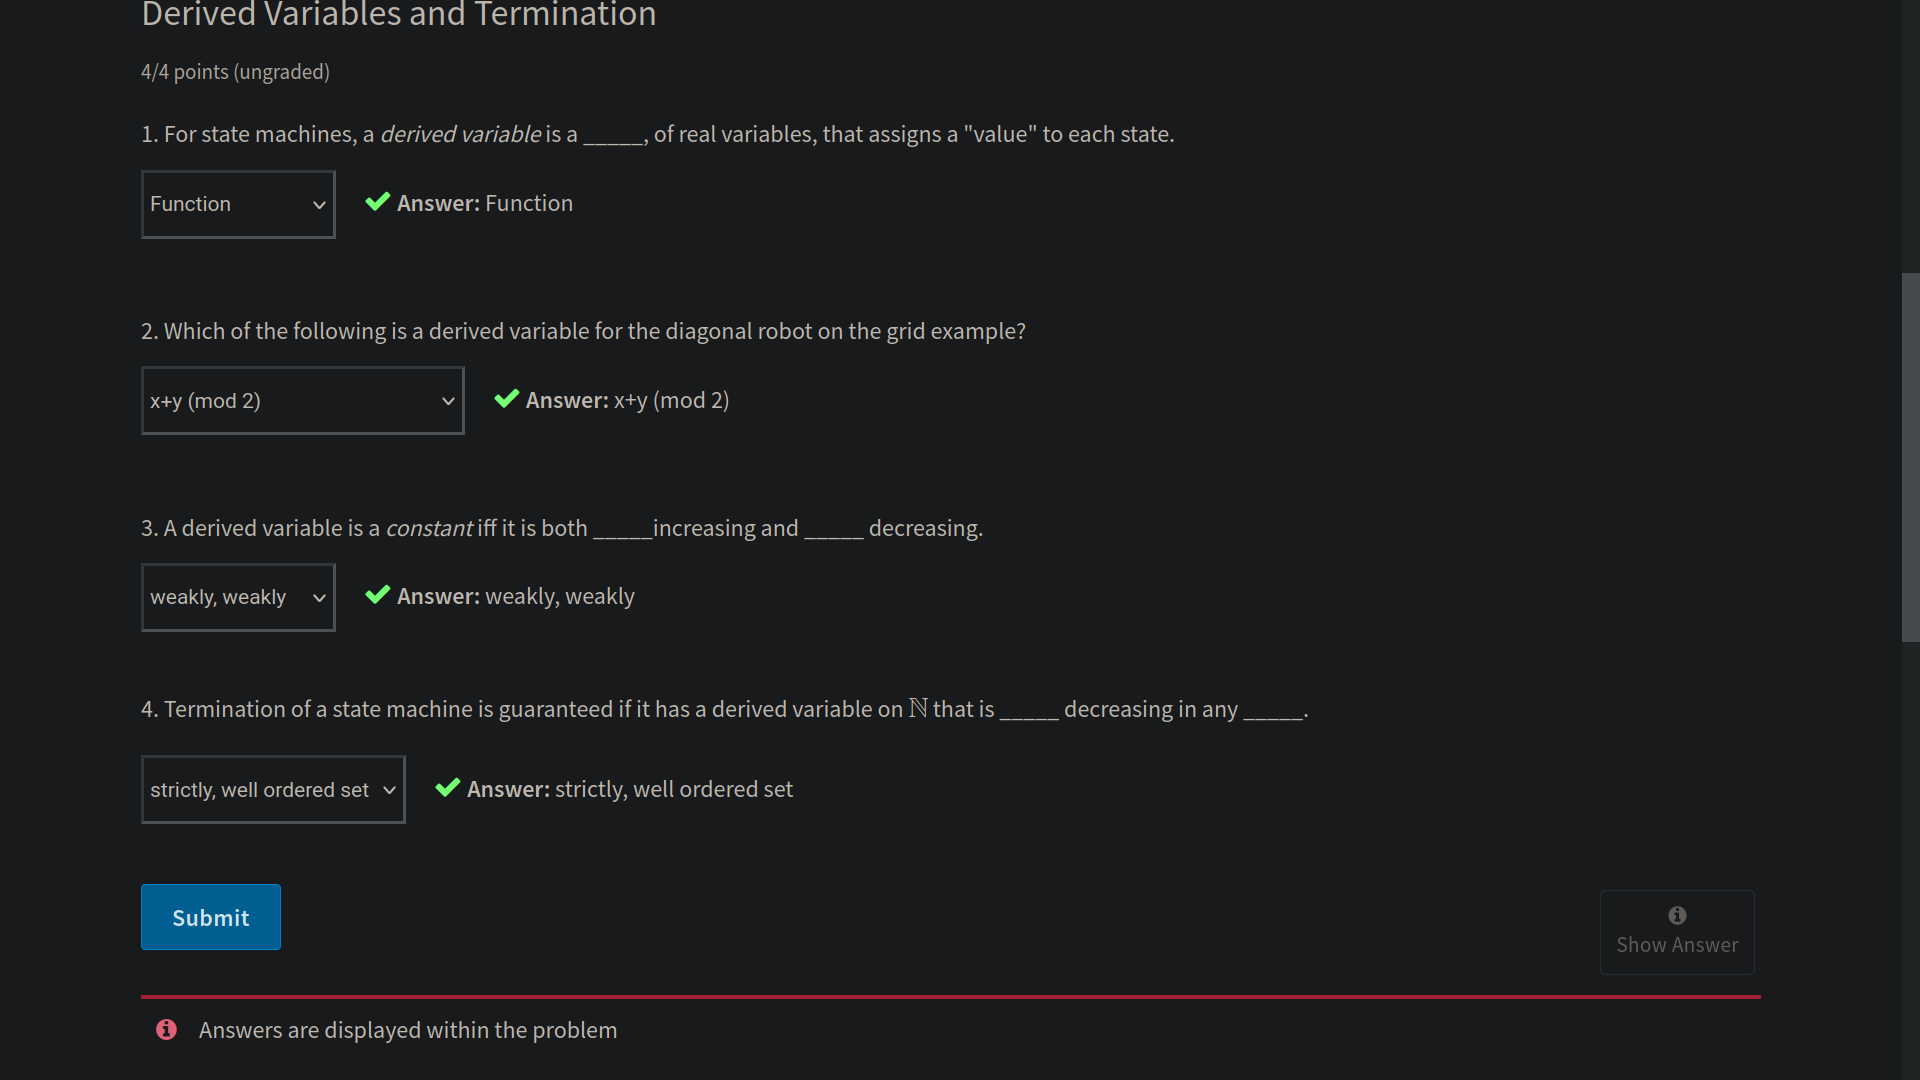 Derived Variables and Termination
4/4 points (ungraded)
1. For state machines, a derived variable is a _____, of real variables, that assigns a "value" to each state.
Function
Answer: Function
2. Which of the following is a derived variable for the diagonal robot on the grid example?
x+y (mod 2)
Answer: x+y (mod 2)
3. A derived variable is a constant iff it is both _____increasing and _____ decreasing.
weakly, weakly
Answer: weakly, weakly
4. Termination of a state machine is guaranteed if it has a derived variable on ℕ that is _____ decreasing in any _____.
strictly, well ordered set
Answer: strictly, well ordered set
Submit
Show Answer
Answers are displayed within the problem